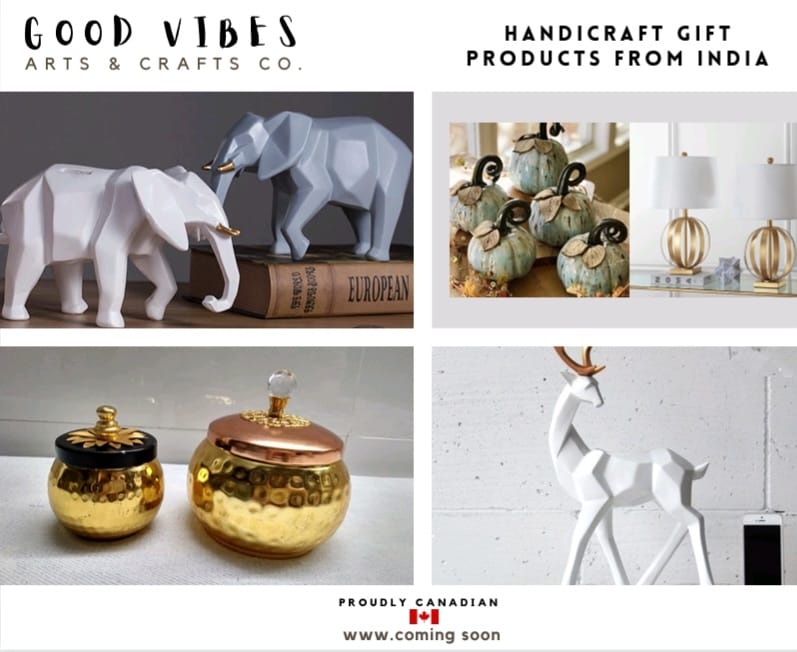 GOOD VIBES
ARTS & CRAFTS CO.
HANDICRAFT GIFT
PRODUCTS FROM INDIA
EUROPEAN
PROUDLY CANADIAN
www.coming soon